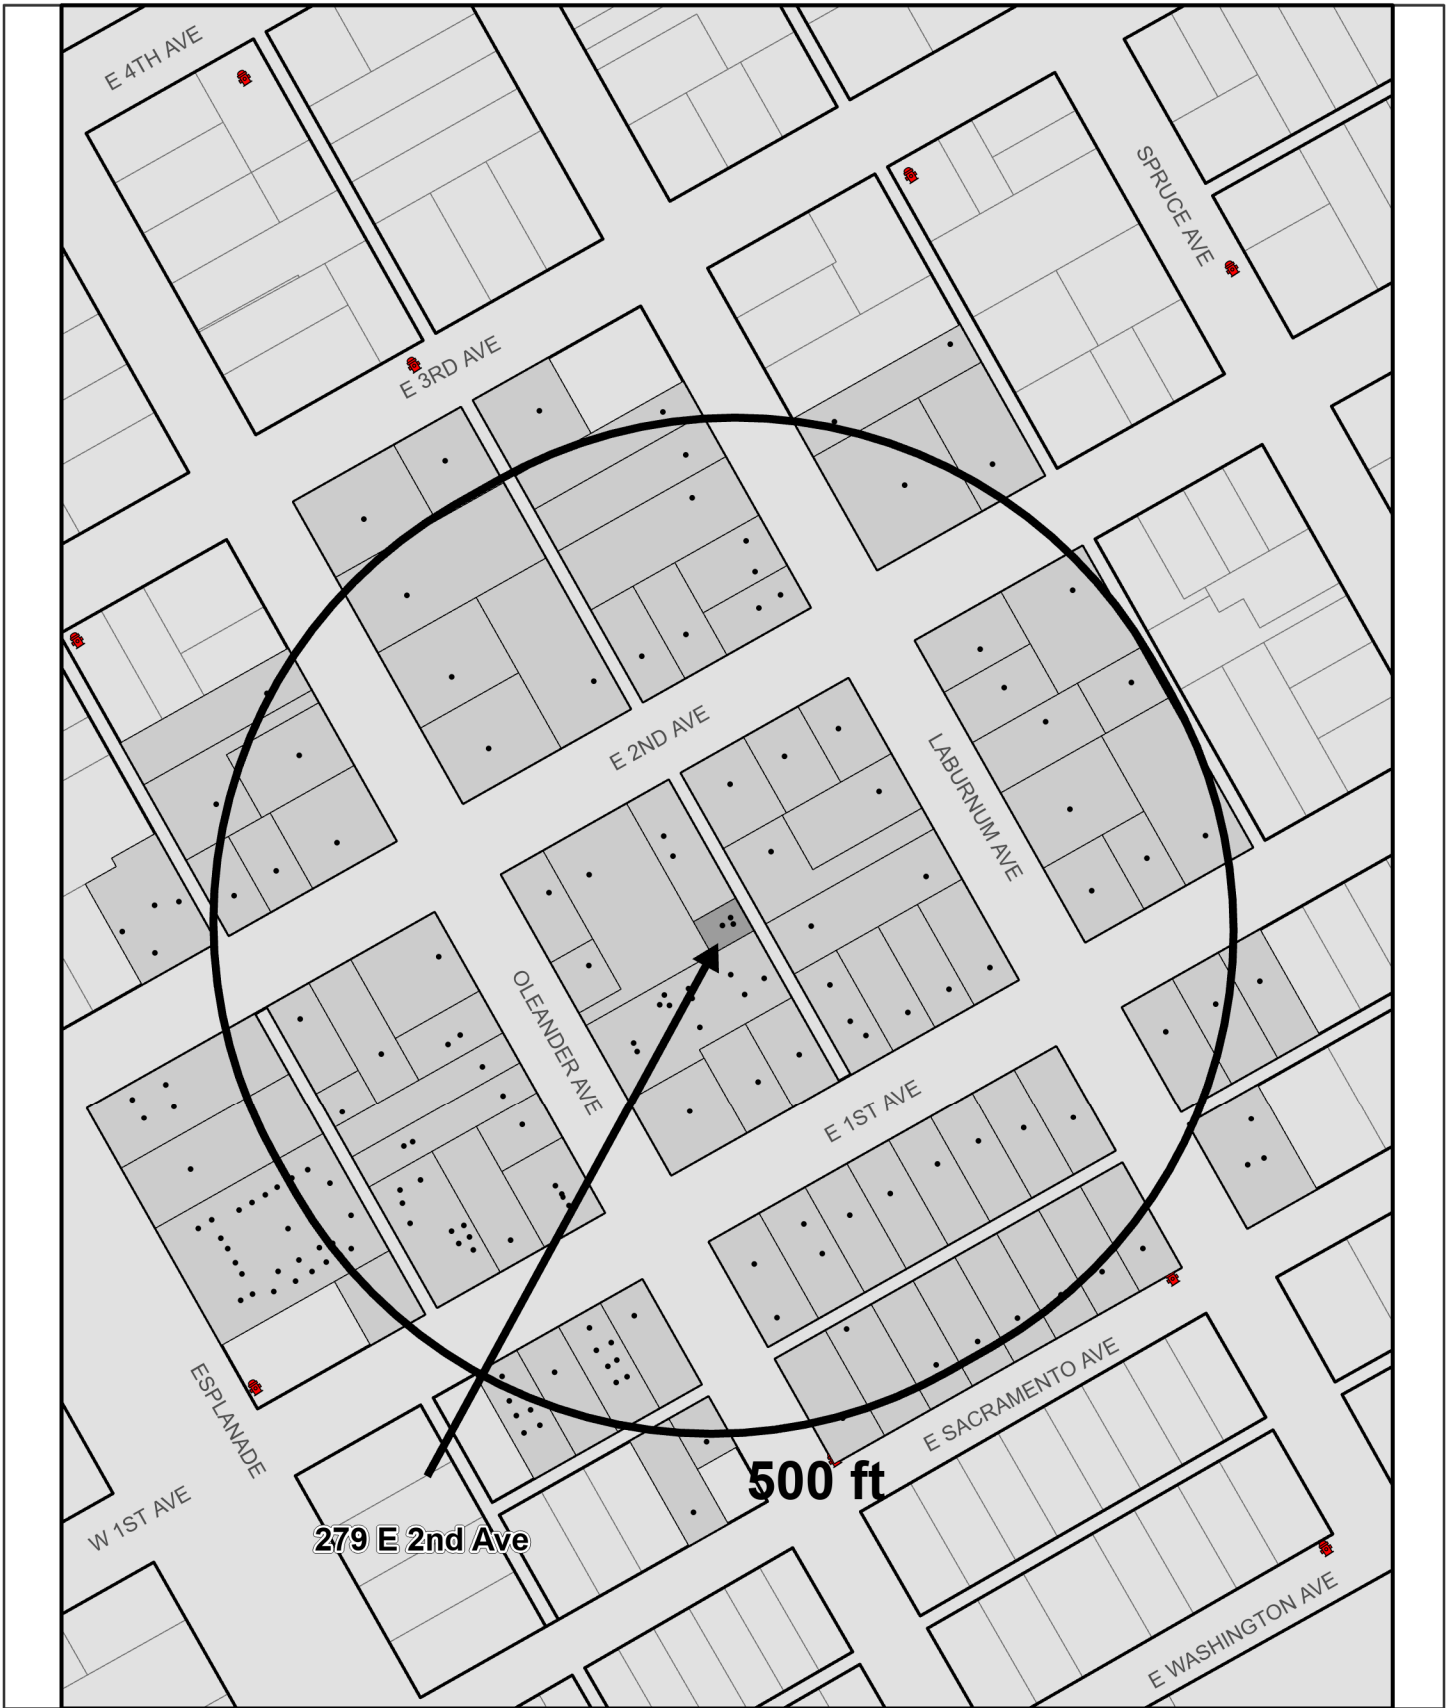 E 4TH AVE
SPRUCE AVE
E 3RD AVE
E 2ND AVE
LABURNUM AVE
OLEANDER AVE
E 1ST AVE
E SACRAMENTO AVE
ESPLANADE
500 ft
W 1ST AVE
279 E 2nd Ave
E WASHINGTON AVE